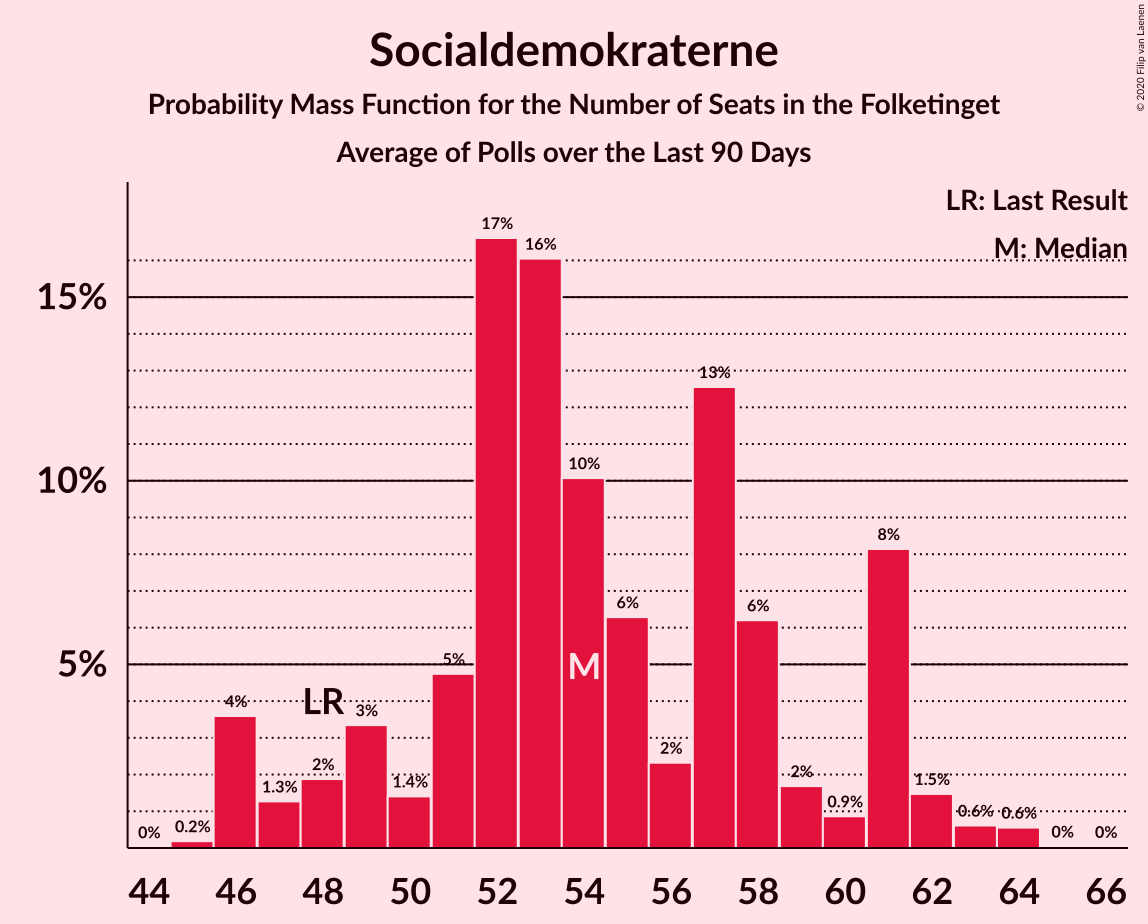 Socialdemokraterne
Probability Mass Function for the Number of Seats in the Folketinget
Average of Polls over the Last 90 Days
© 2020 Filip van Laenen
LR: Last Result
M: Median
15%
10%
5%
0%
0.2%
4%
1.3%
2%
LR
3%
1.4%
5%
17%
16%
10%
M
6%
2%
13%
6%
2%
0.9%
8%
1.5%
0.6%
0.6%
0%
0%
44 46 48 50 52 54 56 58 60 62 64 66